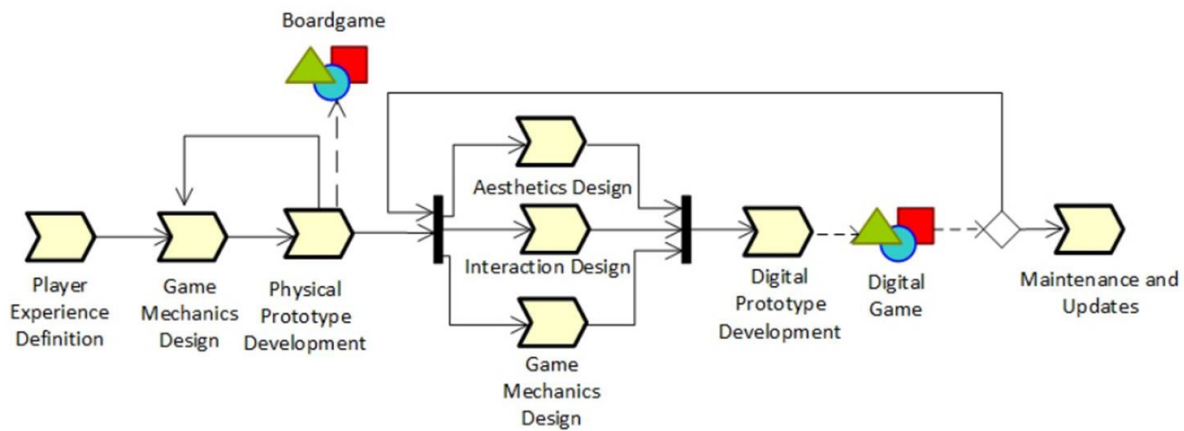 Boardgame
Aesthetics Design
Interaction Design
Player
Experience
Definition
Game
Mechanics
Design
Physical
Prototype
Development
Game
Mechanics
Design
Digital
Prototype
Development
Digital
Game
Maintenance and
Updates